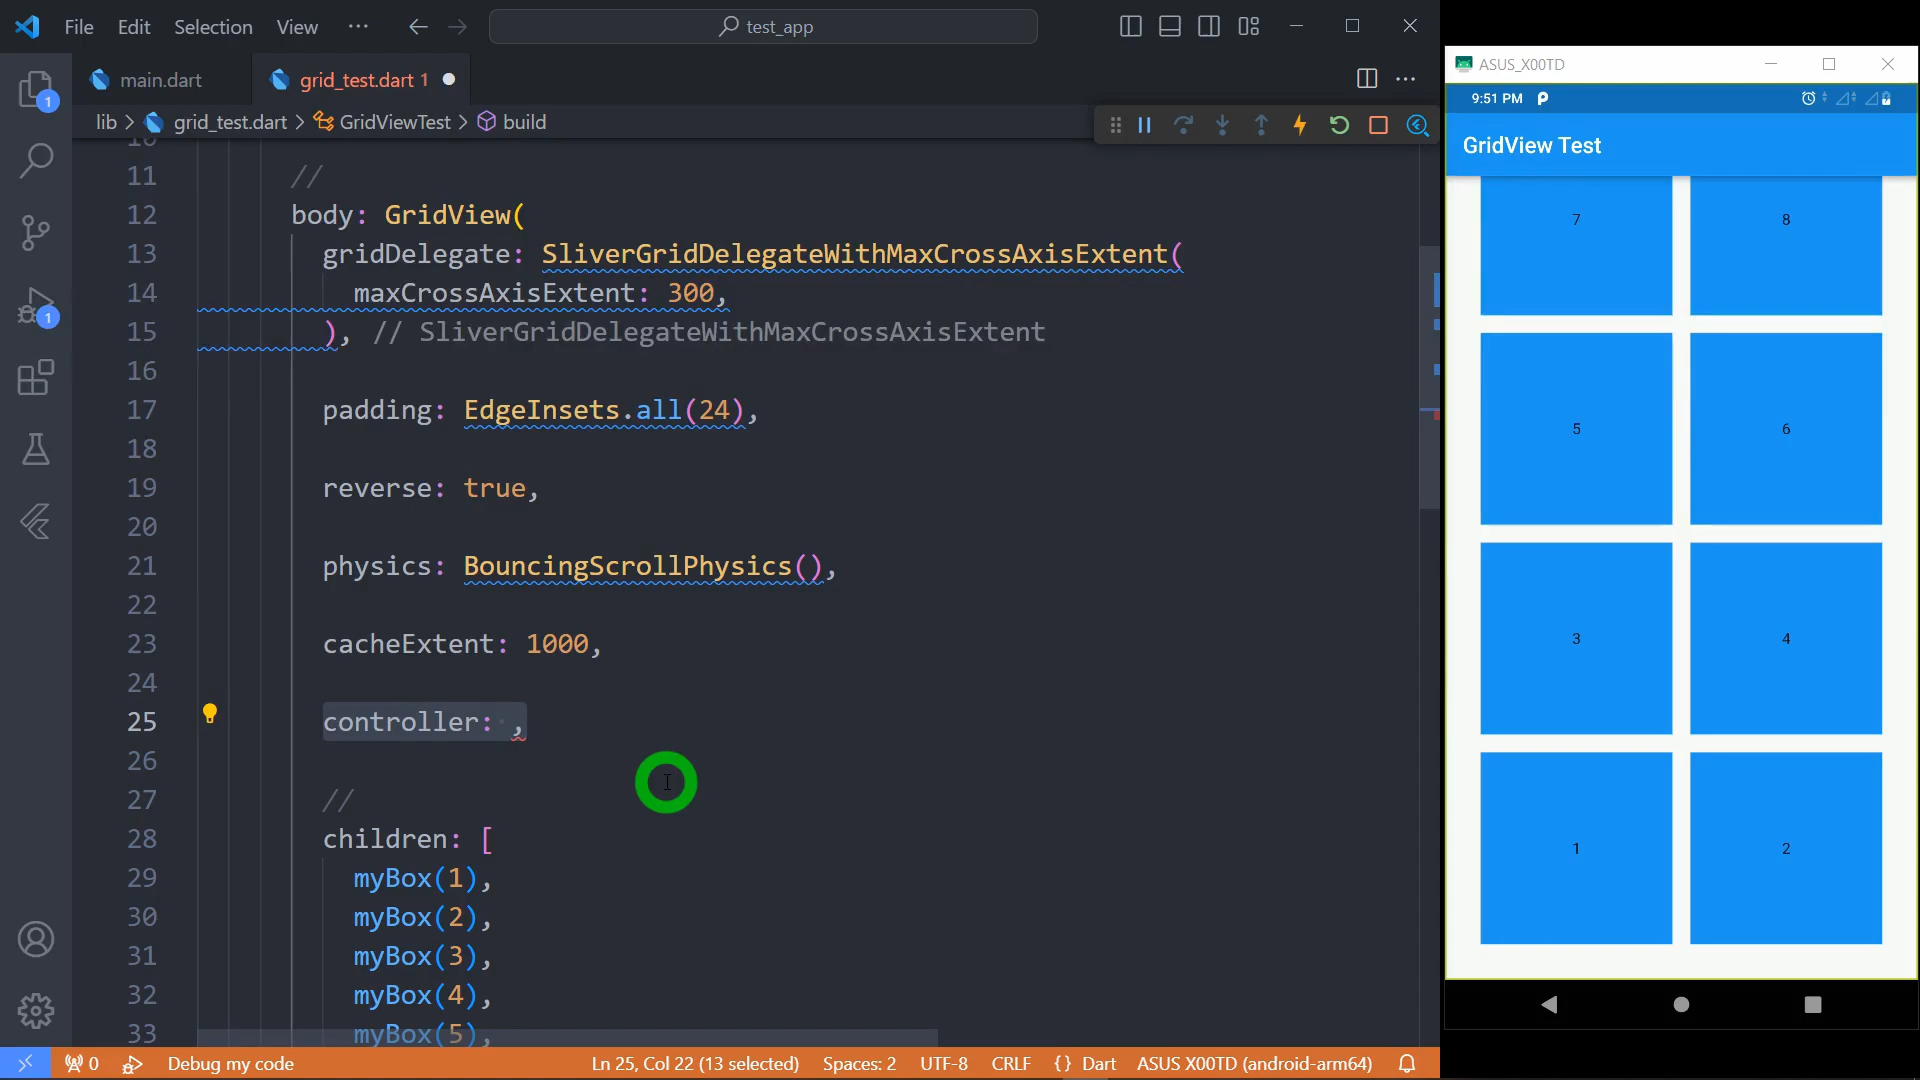 File Edit Selection View ··· test_app
main.dart grid_test.dart 1
lib > grid_test.dart > GridViewTest > build
10
11 //
12 body: GridView(
13 gridDelegate: SliverGridDelegateWithMaxCrossAxisExtent(
14 maxCrossAxisExtent: 300,
15 ), // SliverGridDelegateWithMaxCrossAxisExtent
16
17 padding: EdgeInsets.all(24),
18
19 reverse: true,
20
21 physics: BouncingScrollPhysics(),
22
23 cacheExtent: 1000,
24
25 controller: ,
26
27 //
28 children: [
29 myBox(1),
30 myBox(2),
31 myBox(3),
32 myBox(4),
33 myBox(5),
1
1
0 Debug my code Ln 25, Col 22 (13 selected) Spaces: 2 UTF-8 CRLF {} Dart ASUS X00TD (android-arm64)
ASUS_X00TD
9:51 PM
GridView Test
7 8
5 6
3 4
1 2